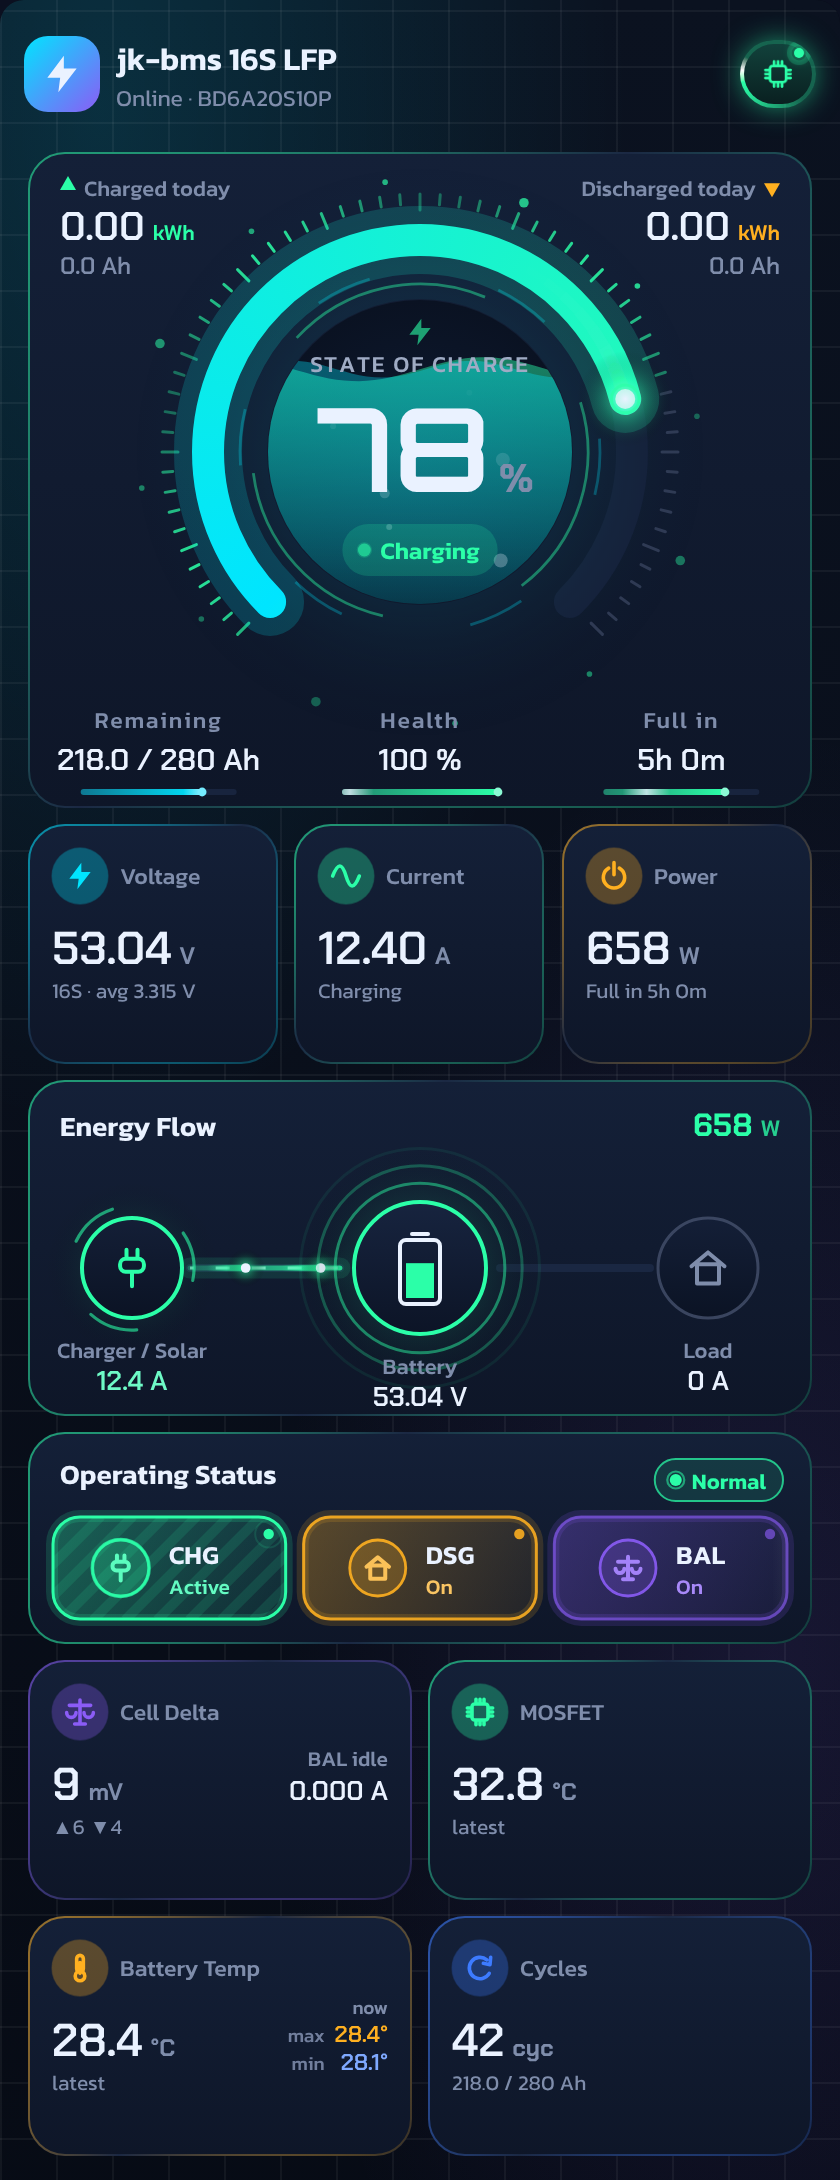 jk-bms 16S LFP
Online · BD6A20S10P
▲ Charged today
0.00 kWh
0.0 Ah
Discharged today ▼
0.00 kWh
0.0 Ah
STATE OF CHARGE
78 %
Charging
Remaining
218.0 / 280 Ah
Health
100 %
Full in
5h 0m
Voltage
53.04 V
16S · avg 3.315 V
Current
12.40 A
Charging
Power
658 W
Full in 5h 0m
Energy Flow
658 W
Charger / Solar
12.4 A
Battery
53.04 V
Load
0 A
Operating Status
Normal
CHG
Active
DSG
On
BAL
On
Cell Delta
9 mV
▲6 ▼4
BAL idle
0.000 A
MOSFET
32.8 °C
latest
Battery Temp
28.4 °C
latest
now
max 28.4°
min 28.1°
Cycles
42 cyc
218.0 / 280 Ah